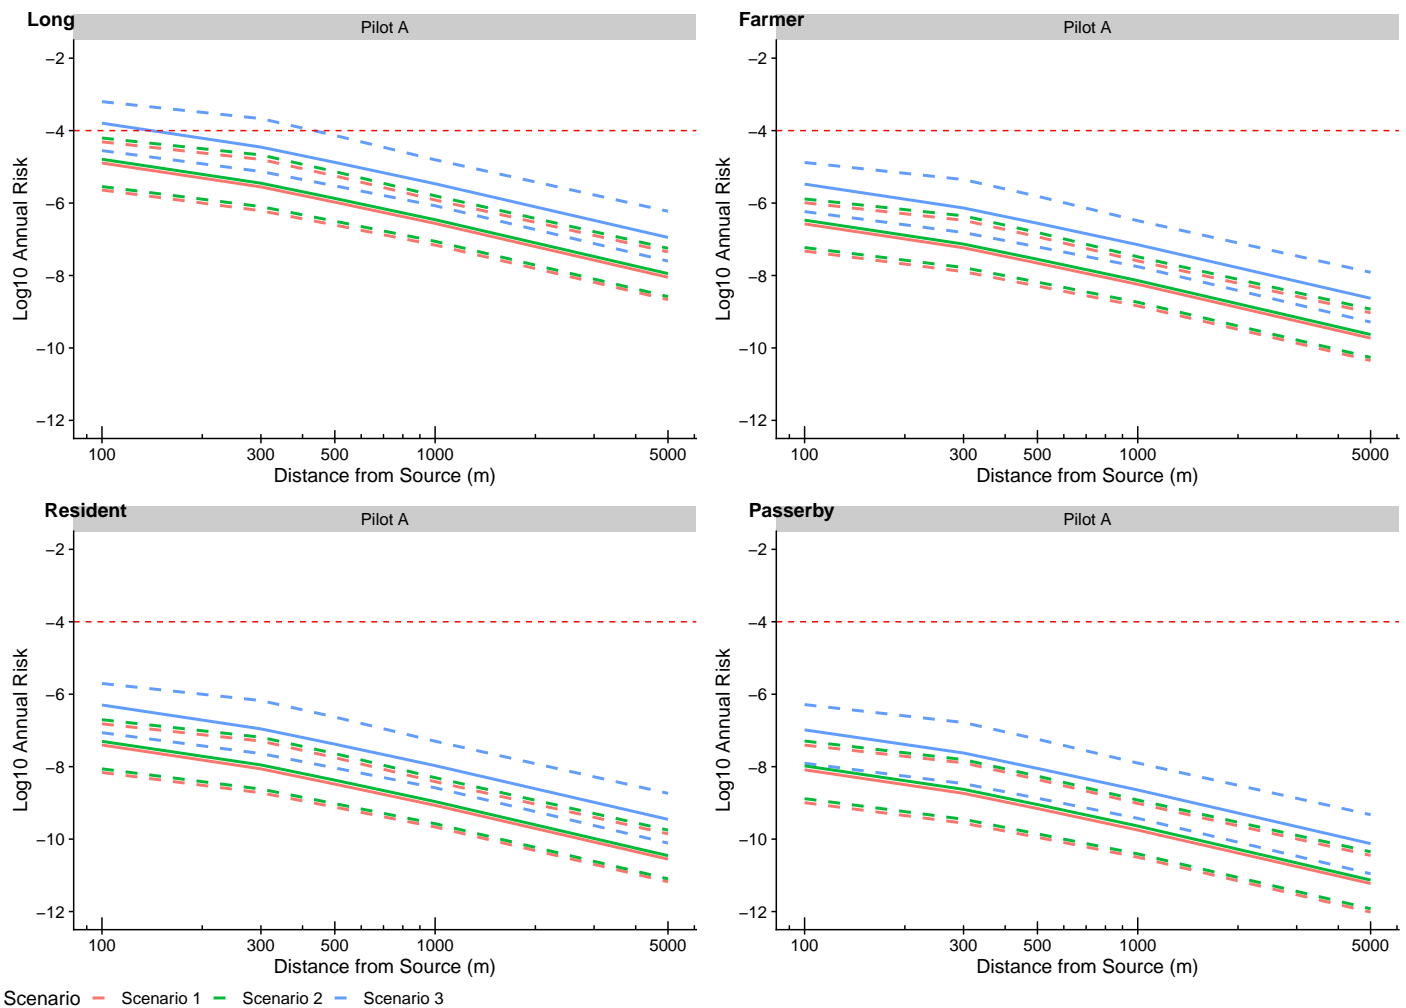 Long
Pilot A
−2
−4
−6
−8
−10
−12
Log10 Annual Risk
100 300 500 1000 5000
Distance from Source (m)
Farmer
Pilot A
−2
−4
−6
−8
−10
−12
Log10 Annual Risk
100 300 500 1000 5000
Distance from Source (m)
Resident
Pilot A
−2
−4
−6
−8
−10
−12
Log10 Annual Risk
100 300 500 1000 5000
Distance from Source (m)
Passerby
Pilot A
−2
−4
−6
−8
−10
−12
Log10 Annual Risk
100 300 500 1000 5000
Distance from Source (m)
Scenario Scenario 1 Scenario 2 Scenario 3